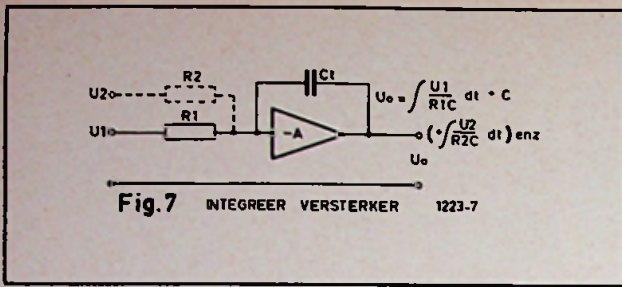 R2
Ct
U2
Uo = ∫ U1/R1C dt + C
R1
U1
-A
(+∫ U2/R2C dt) enz
Uo
Fig.7 INTEGREER VERSTERKER 1223-7